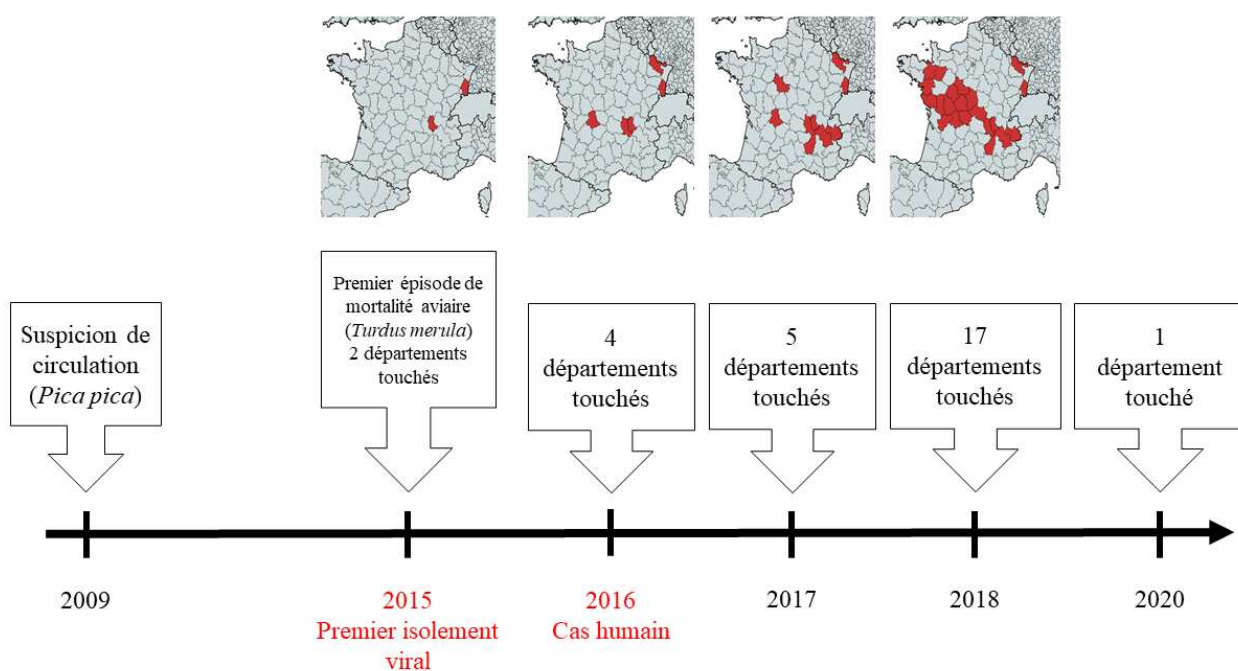 Suspicion de
circulation
(Pica pica)
Premier épisode de
mortalité aviaire
(Turdus merula)
2 départements
touchés
4
départements
touchés
5
départements
touchés
17
départements
touchés
1
département
touché
2009
2015
Premier isolement
viral
2016
Cas humain
2017
2018
2020